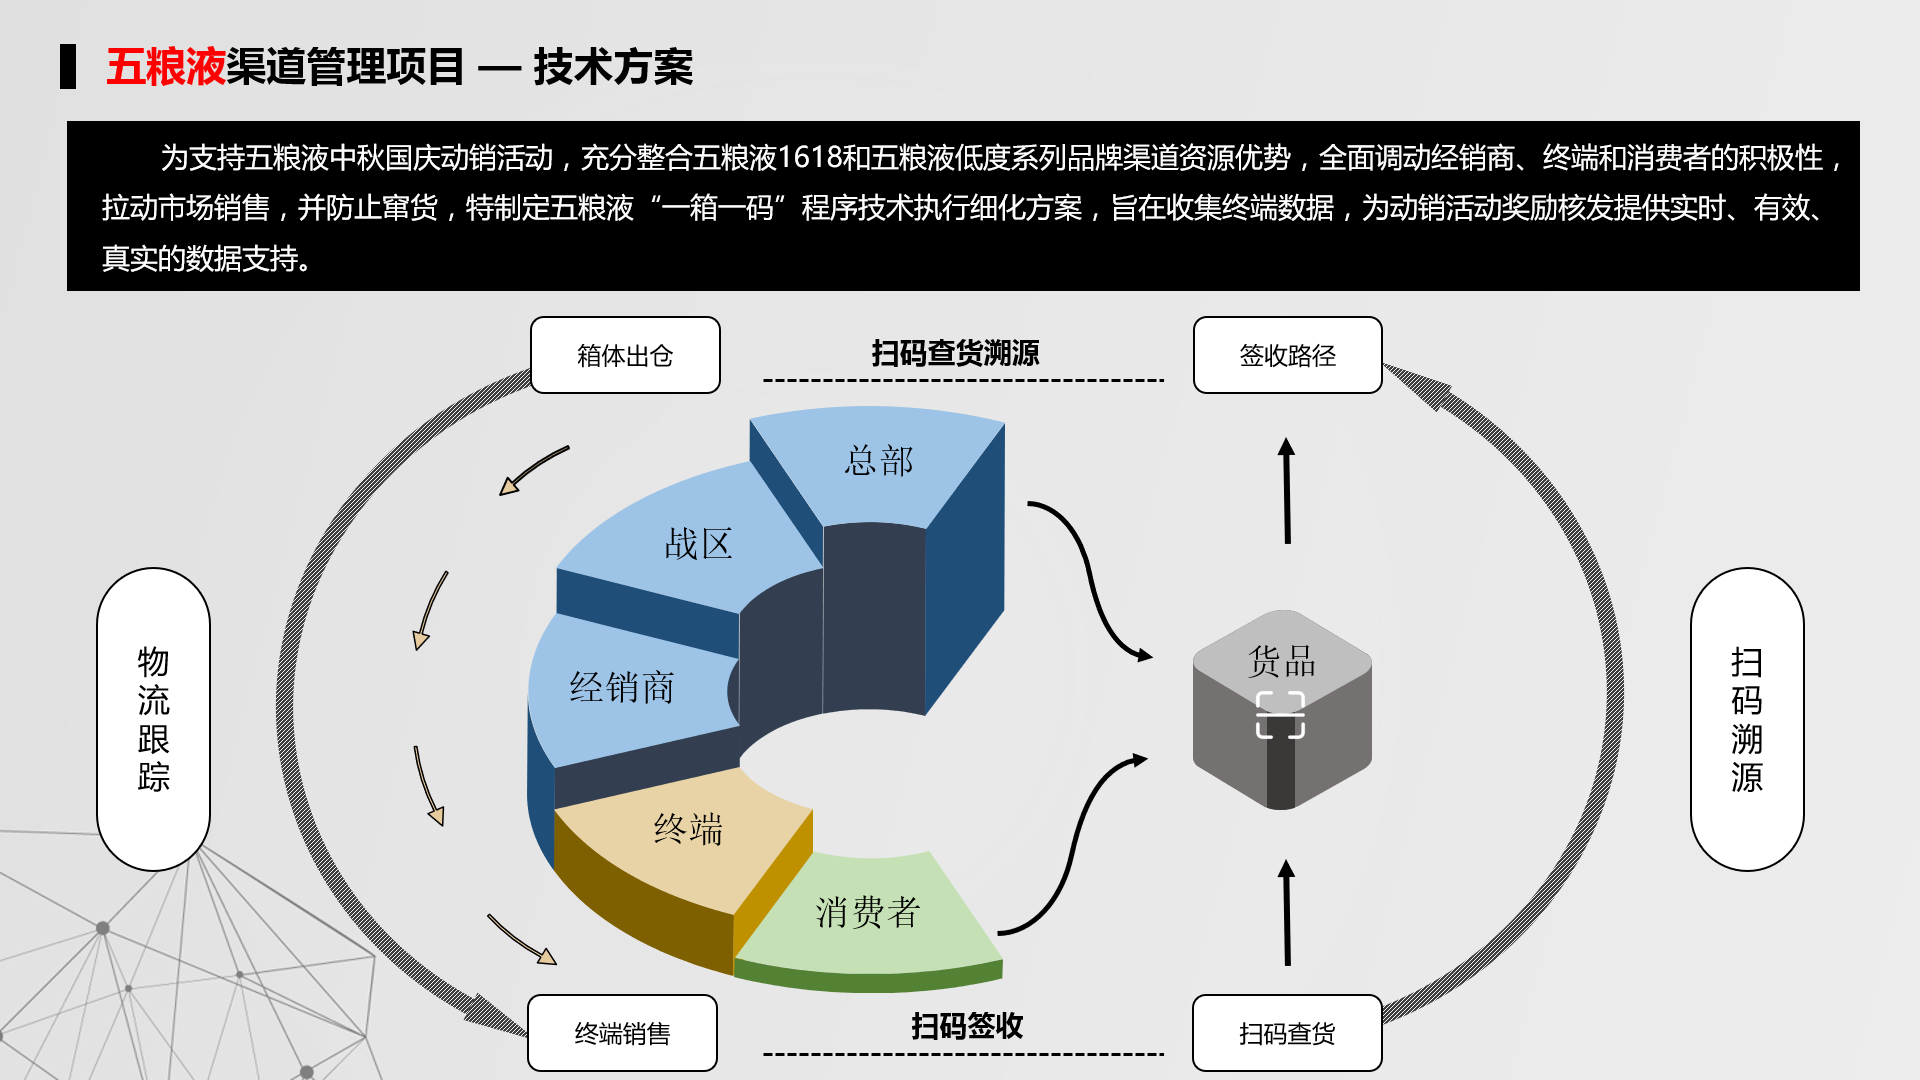 五粮液渠道管理项目 — 技术方案
为支持五粮液中秋国庆动销活动，充分整合五粮液1618和五粮液低度系列品牌渠道资源优势，全面调动经销商、终端和消费者的积极性，
拉动市场销售，并防止窜货，特制定五粮液“一箱一码”程序技术执行细化方案，旨在收集终端数据，为动销活动奖励核发提供实时、有效、
真实的数据支持。
箱体出仓
扫码查货溯源
签收路径
总部
战区
经销商
终端
消费者
货品
物流跟踪
扫码溯源
终端销售
扫码签收
扫码查货